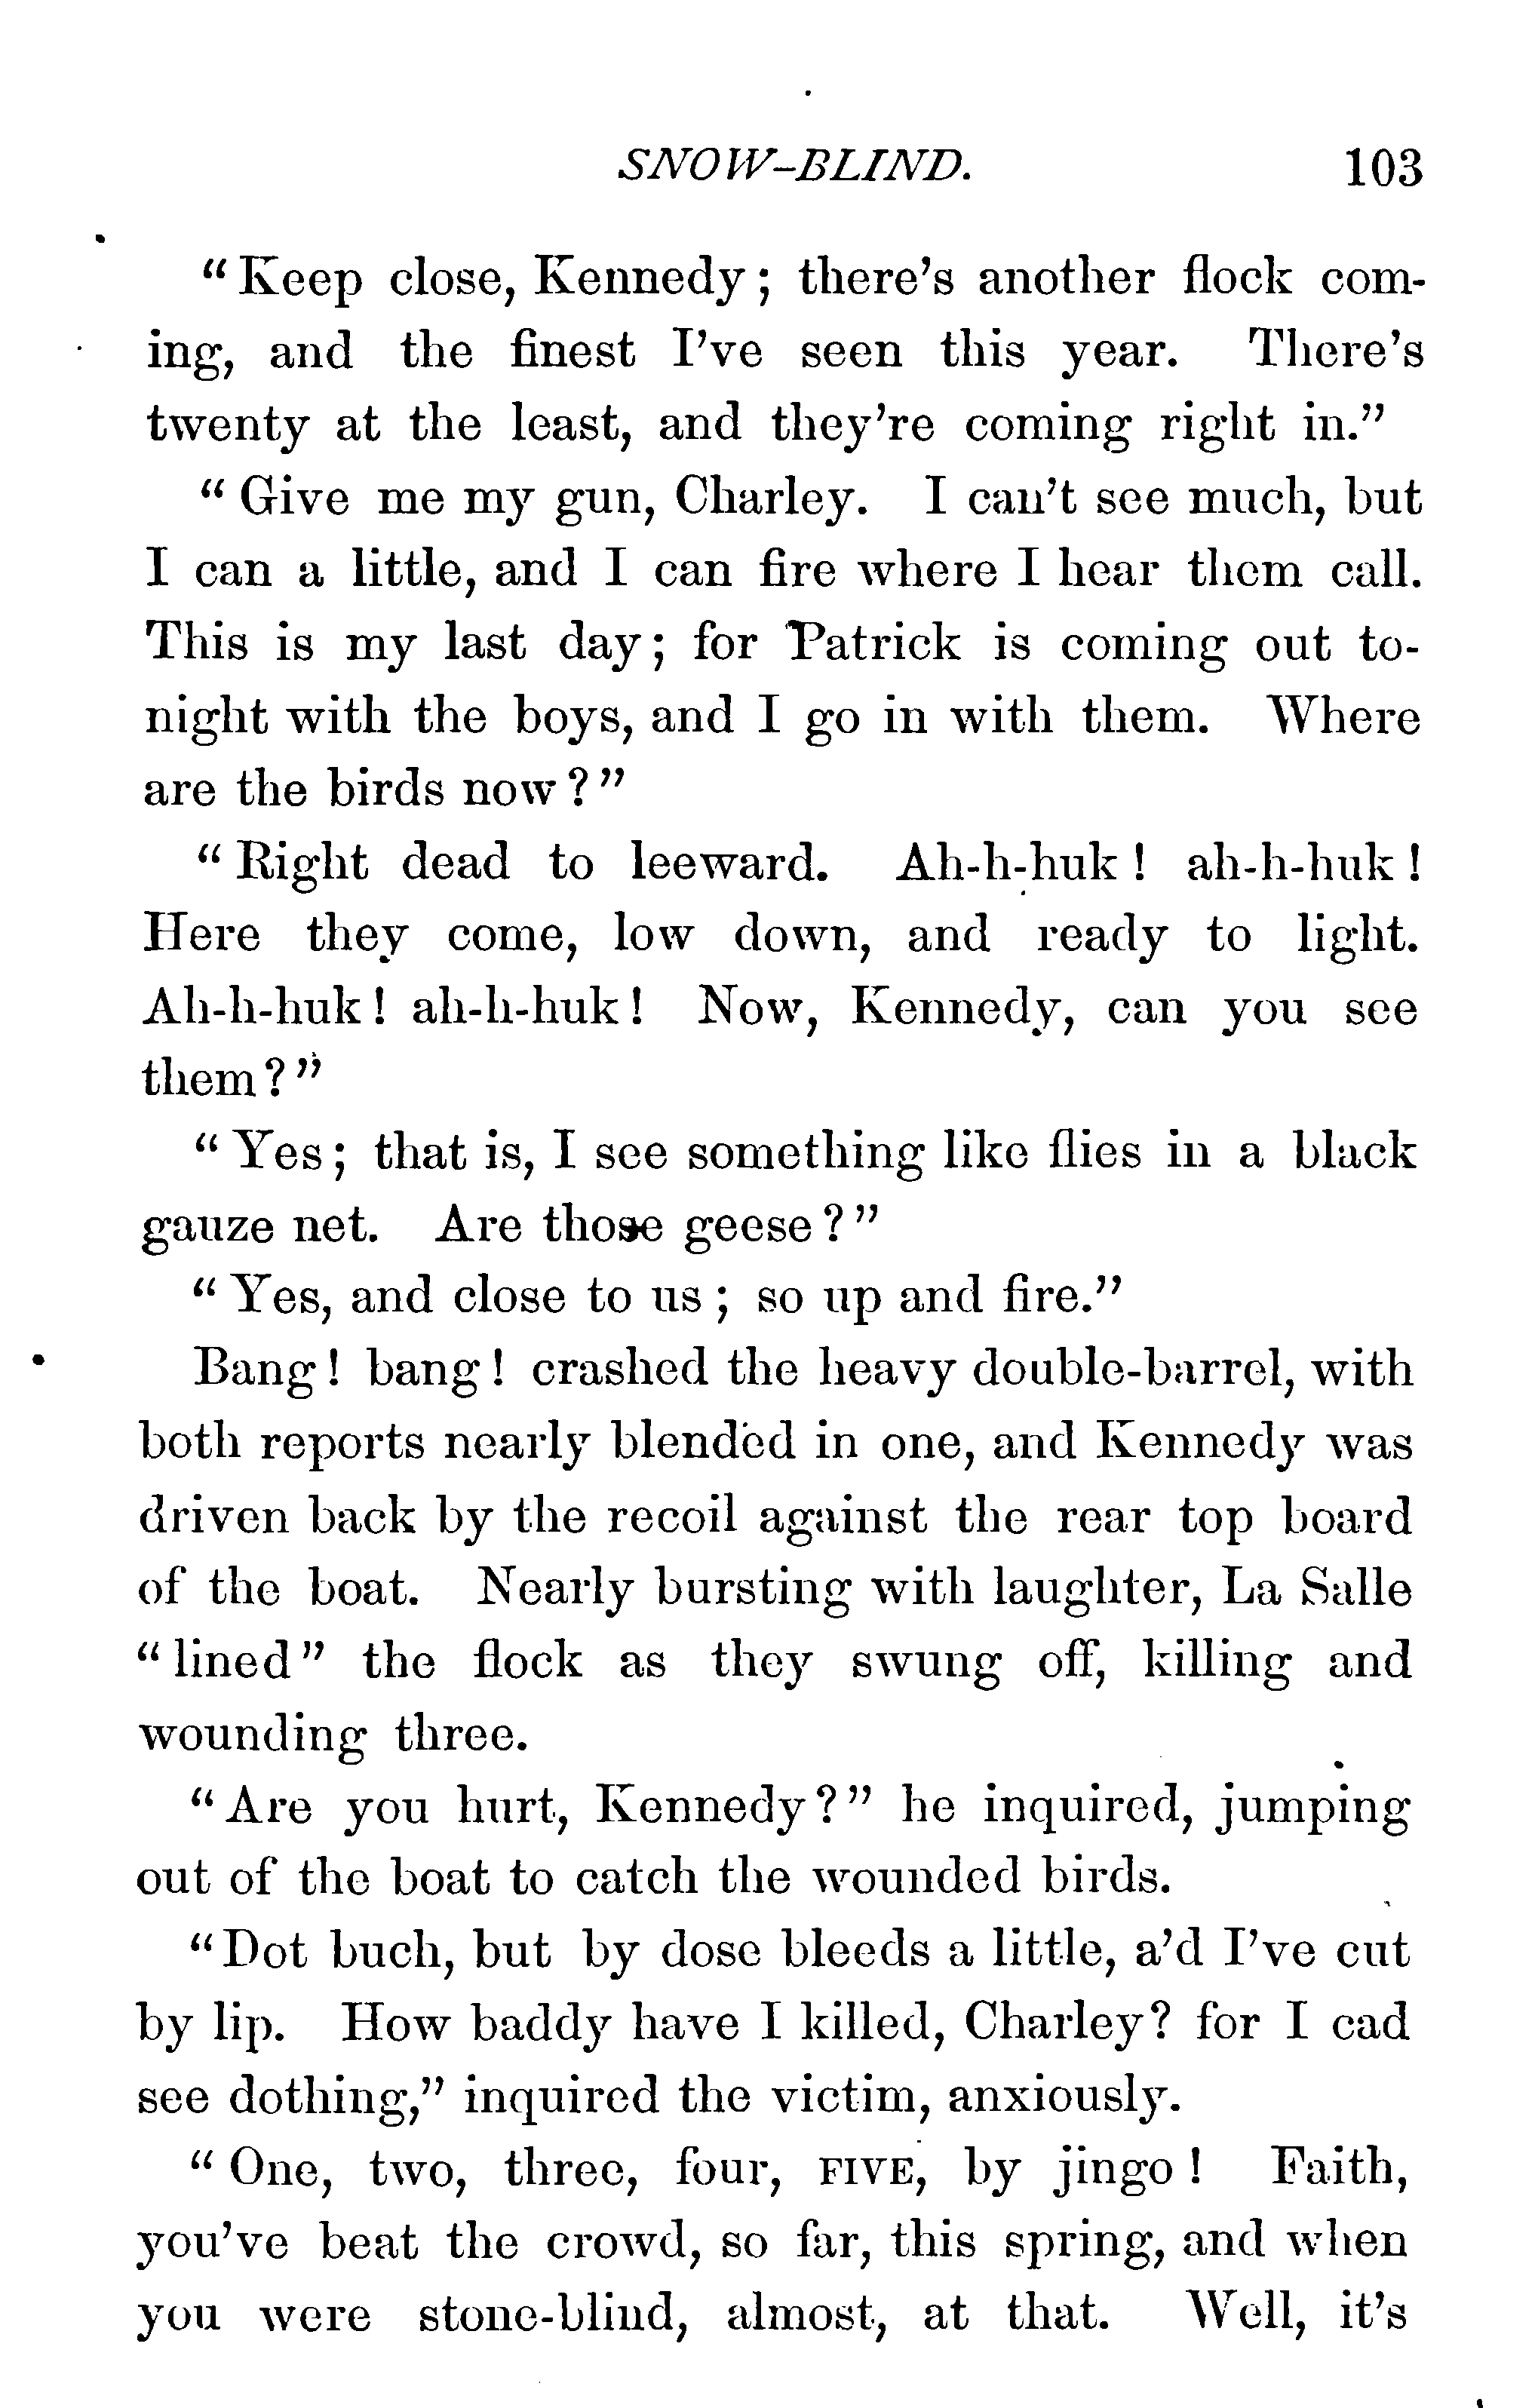 SNOW-BLIND. 103
"Keep close, Kennedy; there's another flock com-
ing, and the finest I've seen this year. There's
twenty at the least, and they're coming right in."
"Give me my gun, Charley. I can't see much, but
I can a little, and I can fire where I hear them call.
This is my last day; for Patrick is coming out to-
night with the boys, and I go in with them. Where
are the birds now?"
"Right dead to leeward. Ah-h-huk! ah-h-huk!
Here they come, low down, and ready to light.
Ah-h-huk! ah-h-huk! Now, Kennedy, can you see
them?"
"Yes; that is, I see something like flies in a black
gauze net. Are those geese?"
"Yes, and close to us; so up and fire."
Bang! bang! crashed the heavy double-barrel, with
both reports nearly blended in one, and Kennedy was
driven back by the recoil against the rear top board
of the boat. Nearly bursting with laughter, La Salle
"lined" the flock as they swung off, killing and
wounding three.
"Are you hurt, Kennedy?" he inquired, jumping
out of the boat to catch the wounded birds.
"Dot buch, but by dose bleeds a little, a'd I've cut
by lip. How baddy have I killed, Charley? for I cad
see dothing," inquired the victim, anxiously.
"One, two, three, four, FIVE, by jingo! Faith,
you've beat the crowd, so far, this spring, and when
you were stone-blind, almost, at that. Well, it's